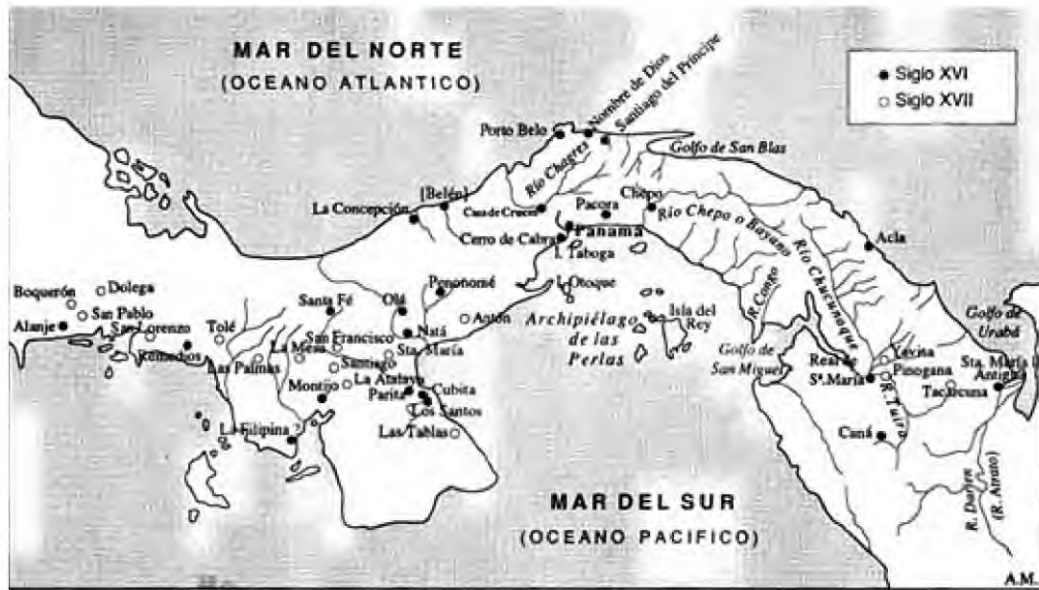 MAR DEL NORTE
(OCEANO ATLANTICO)
Siglo XVI
Siglo XVII
Nombre de Dios
Santiago del Príncipe
Porto Belo
Golfo de San Blas
Río Chagres
[Belén]
La Concepción
Casa de Cruces
Pacora
Chepo
Río Chepo o Bayano
Panamá
Cerro de Cabra
I. Taboga
Acla
Río Chucunaque
Penonomé
I. Otoque
Boquerón
Dolega
Santa Fé
Olá
Isla del
Rey
R. Congo
Golfo de
Urabá
San Pablo
Antón
Archipiélago
de las
Perlas
Alanje
San Lorenzo
Tolé
San Francisco
Natá
Golfo de
San Miguel
Remedios
La Mesa
Sta. María
Real de
Sª. María
Yavisa
Pinogana
Sta. María
Antigua
Las Palmas
Santiago
La Atalaya
Tacarcuna
Montijo
Parita
Cubita
Los Santos
R. Tuira
La Filipina
Las Tablas
Caná
R. Darien
(R. Atrato)
MAR DEL SUR
(OCEANO PACIFICO)
A.M.